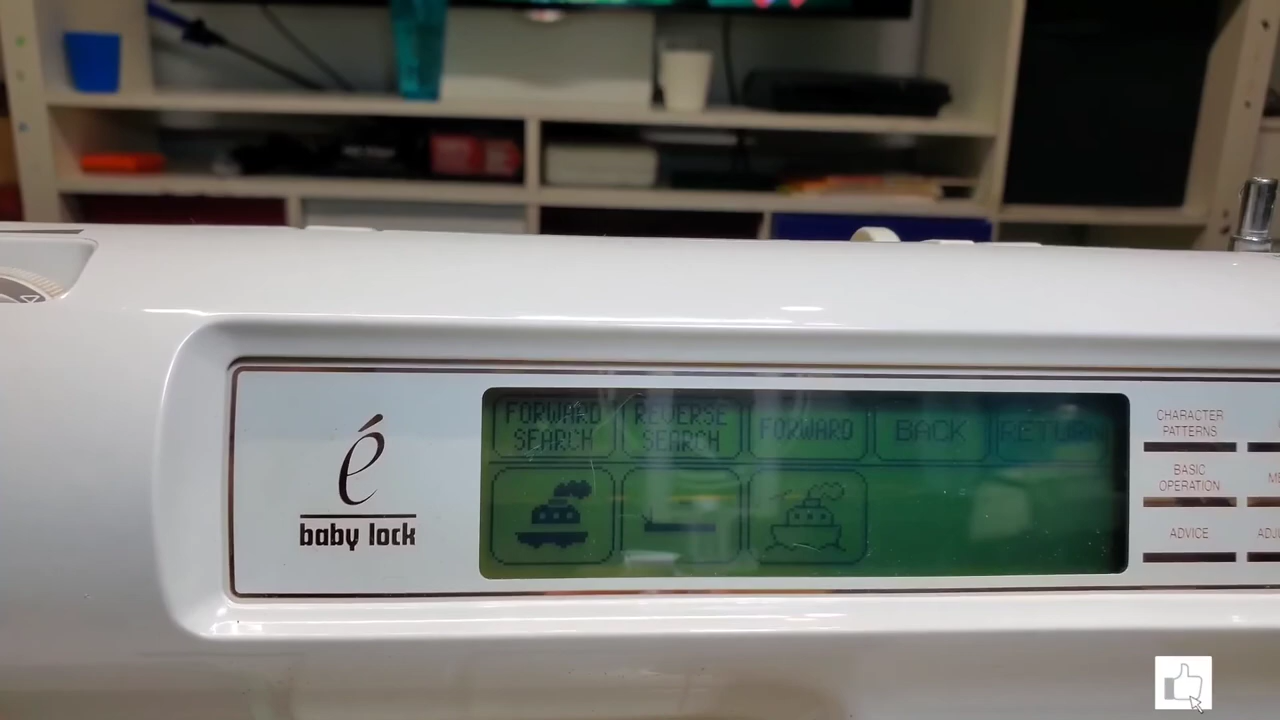 é
baby lock
FORWARD SEARCH
REVERSE SEARCH
FORWARD
BACK
RETURN
CHARACTER
PATTERNS
BASIC
OPERATION
ADVICE